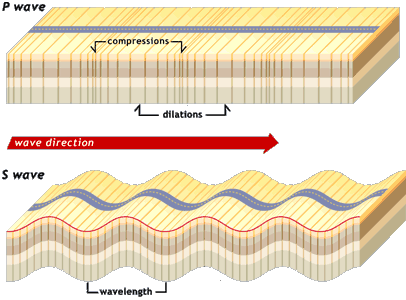 P wave
compressions
dilations
wave direction
S wave
wavelength